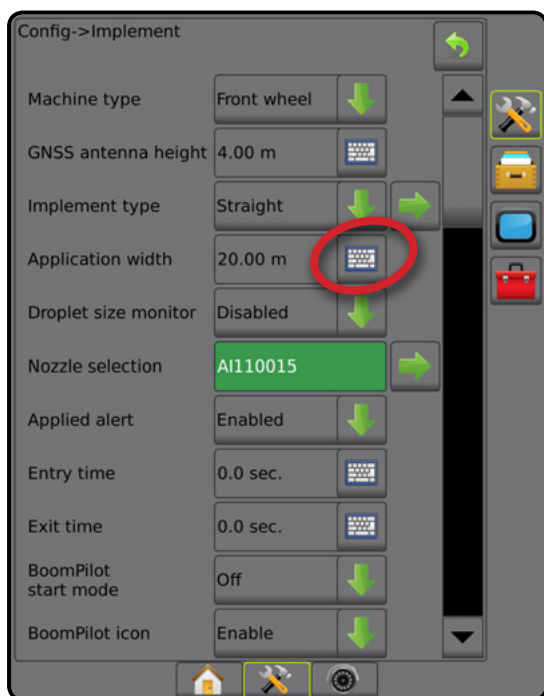 Config->Implement
Machine type Front wheel
GNSS antenna height 4.00 m
Implement type Straight
Application width 20.00 m
Droplet size monitor Disabled
Nozzle selection AI110015
Applied alert Enabled
Entry time 0.0 sec.
Exit time 0.0 sec.
BoomPilot
start mode Off
BoomPilot icon Enable